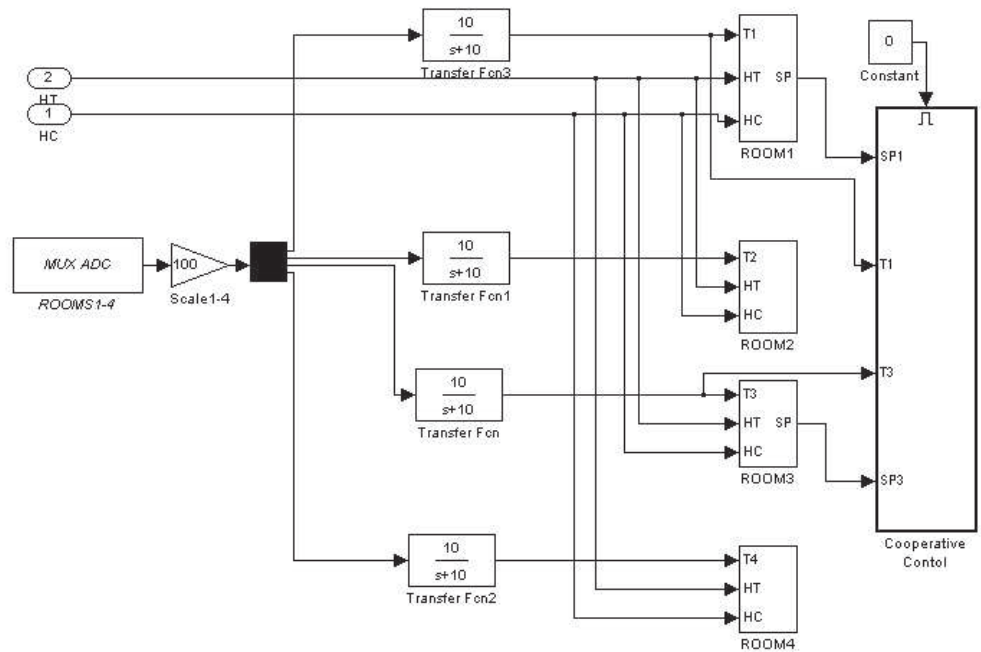 10
s+10
Transfer Fcn3
T1
HT
SP
HC
ROOM1
0
Constant
2
HT
1
HC
SP1
T1
T3
SP3
Cooperative
Contol
MUX ADC
ROOMS1-4
100
Scale1-4
10
s+10
Transfer Fcn1
T2
HT
HC
ROOM2
10
s+10
Transfer Fcn
T3
HT
SP
HC
ROOM3
10
s+10
Transfer Fcn2
T4
HT
HC
ROOM4